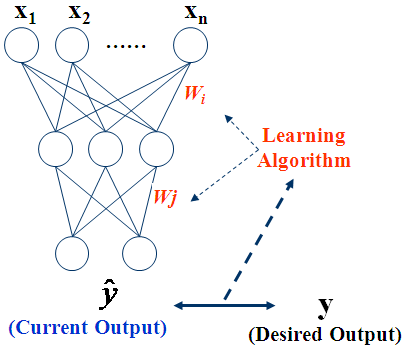 x1 x2 ...... xn
Wi
Learning
Algorithm
Wj
ŷ
y
(Current Output)
(Desired Output)